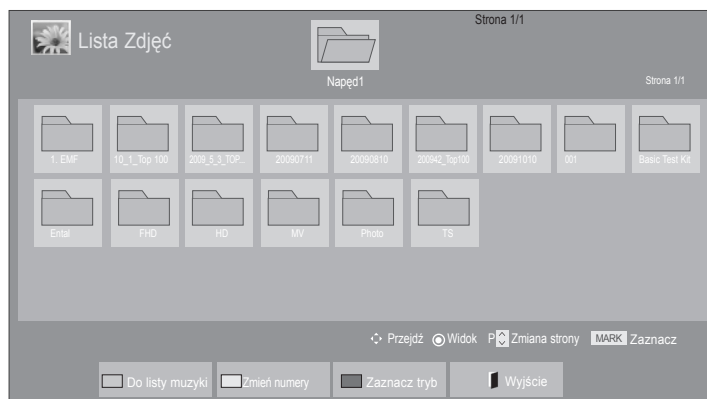 Strona 1/1
Lista Zdjęć
Napęd1
Strona 1/1
1. EMF
10_1_Top 100
2009_5_3_TOP...
20090711
20090810
200942_Top100
20091010
001
Basic Test Kit
Ental
FHD
HD
MV
Photo
TS
Przejdź Widok P Zmiana strony MARK Zaznacz
Do listy muzyki Zmień numery Zaznacz tryb Wyjście